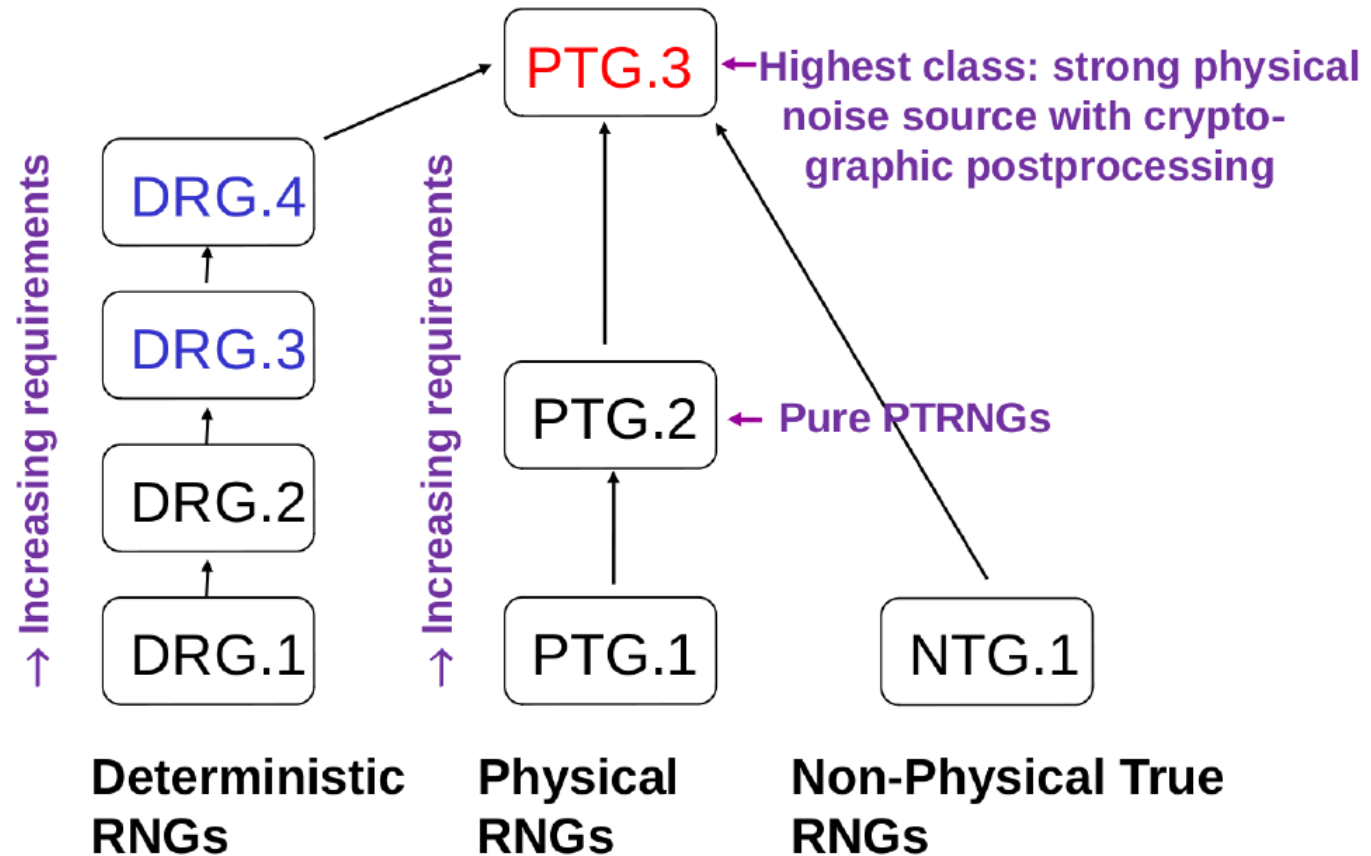 PTG.3
←Highest class: strong physical
noise source with crypto-
graphic postprocessing
DRG.4
DRG.3
DRG.2
DRG.1
→ Increasing requirements
→ Increasing requirements
PTG.2
← Pure PTRNGs
PTG.1
NTG.1
Deterministic
RNGs
Physical
RNGs
Non-Physical True
RNGs